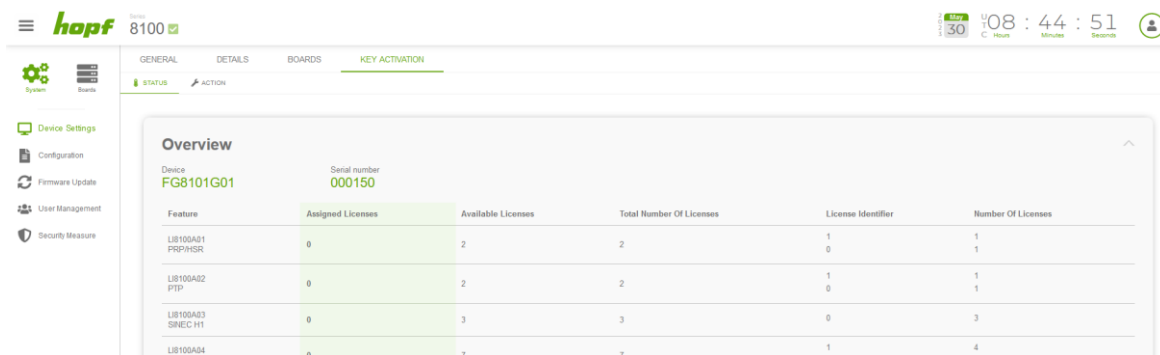 hopf
Series
8100
2023
May
30
UTC
08 : 44 : 51
Hours Minutes Seconds
GENERAL DETAILS BOARDS KEY ACTIVATION
STATUS ACTION
System Boards
Device Settings
Configuration
Firmware Update
User Management
Security Measure
Overview
Device Serial number
FG8101G01 000150
Feature Assigned Licenses Available Licenses Total Number Of Licenses License Identifier Number Of Licenses
LI8100A01 1 1
PRP/HSR 0 2 2 0 1
LI8100A02 1 1
PTP 0 2 2 0 1
LI8100A03
SINEC H1 0 3 3 0 3
LI8100A04 1 4